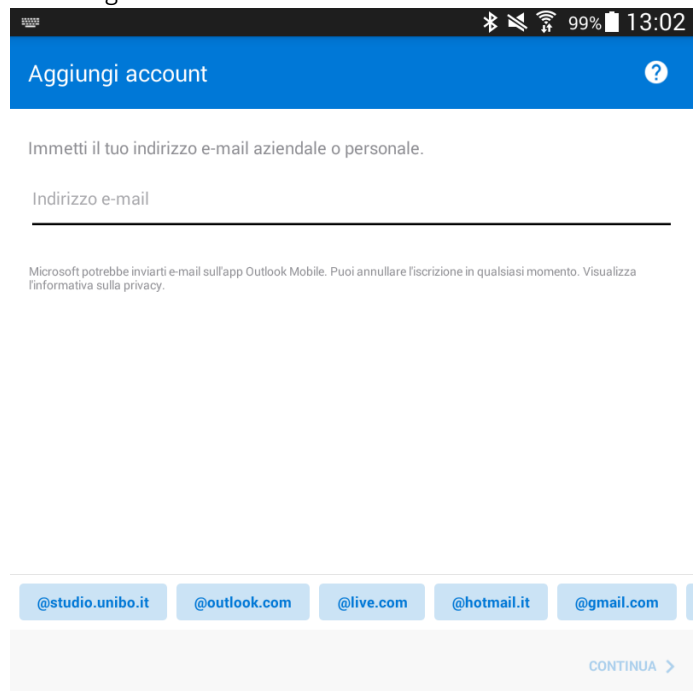 99% 13:02
Aggiungi account
?
Immetti il tuo indirizzo e-mail aziendale o personale.
Indirizzo e-mail
Microsoft potrebbe inviarti e-mail sull'app Outlook Mobile. Puoi annullare l'iscrizione in qualsiasi momento. Visualizza
l'informativa sulla privacy.
@studio.unibo.it @outlook.com @live.com @hotmail.it @gmail.com
CONTINUA